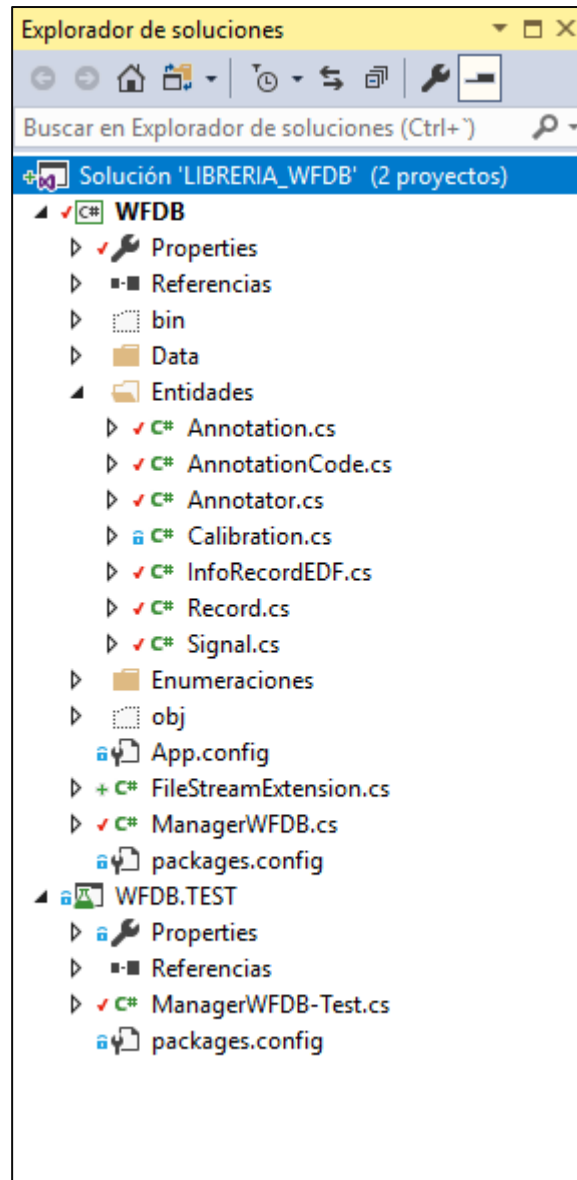 Explorador de soluciones
Buscar en Explorador de soluciones (Ctrl+`)
Solución 'LIBRERIA_WFDB' (2 proyectos)
C# WFDB
Properties
Referencias
bin
Data
Entidades
C# Annotation.cs
C# AnnotationCode.cs
C# Annotator.cs
C# Calibration.cs
C# InfoRecordEDF.cs
C# Record.cs
C# Signal.cs
Enumeraciones
obj
App.config
C# FileStreamExtension.cs
C# ManagerWFDB.cs
packages.config
WFDB.TEST
Properties
Referencias
C# ManagerWFDB-Test.cs
packages.config